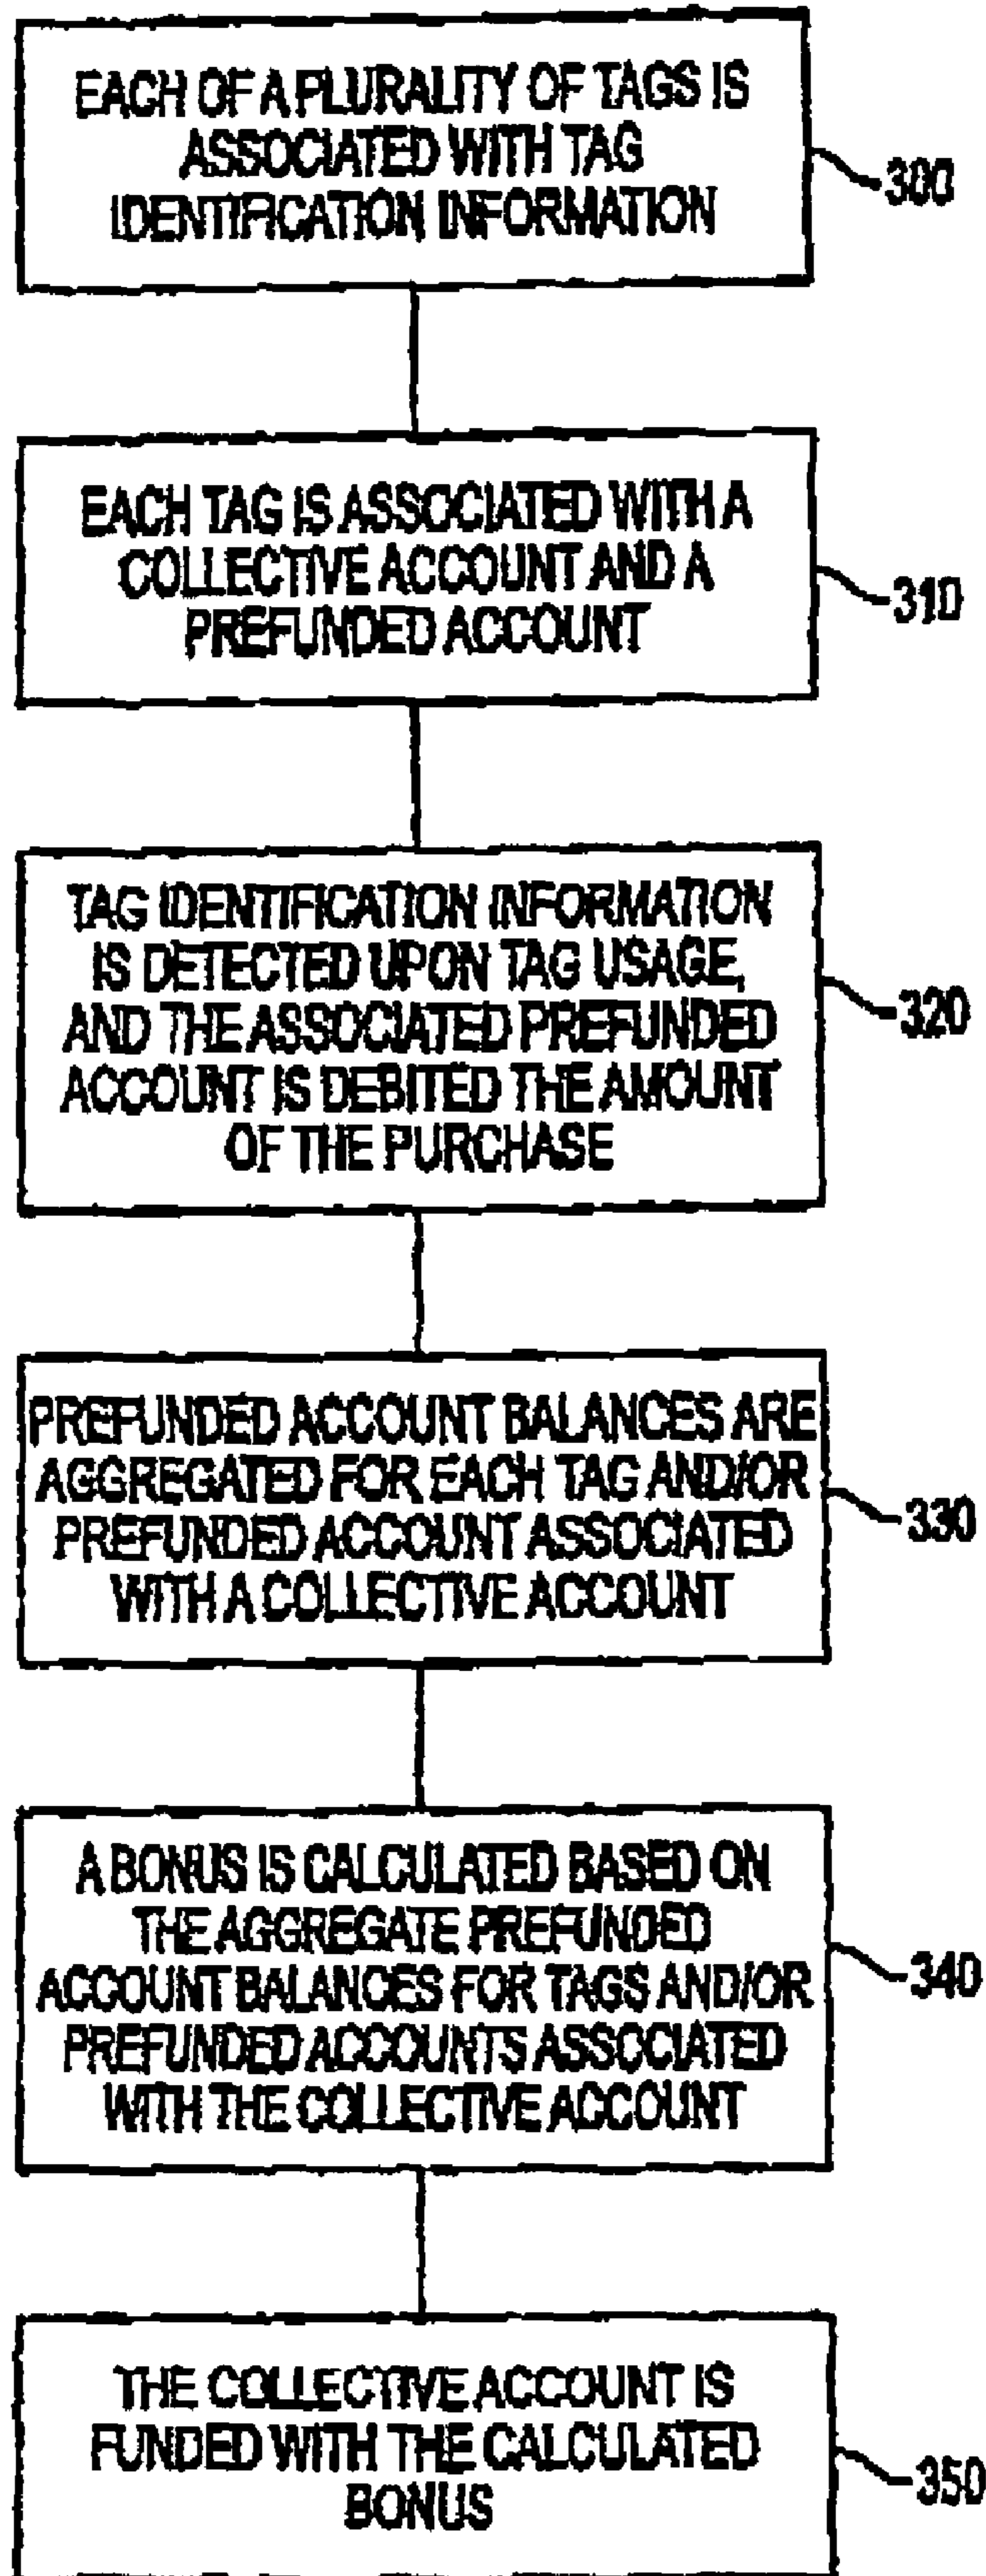 EACH OF A PLURALITY OF TAGS IS
ASSOCIATED WITH TAG
IDENTIFICATION INFORMATION
300
EACH TAG IS ASSOCIATED WITH A
COLLECTIVE ACCOUNT AND A
PREFUNDED ACCOUNT
310
TAG IDENTIFICATION INFORMATION
IS DETECTED UPON TAG USAGE,
AND THE ASSOCIATED PREFUNDED
ACCOUNT IS DEBITED THE AMOUNT
OF THE PURCHASE
320
PREFUNDED ACCOUNT BALANCES ARE
AGGREGATED FOR EACH TAG AND/OR
PREFUNDED ACCOUNT ASSOCIATED
WITH A COLLECTIVE ACCOUNT
330
A BONUS IS CALCULATED BASED ON
THE AGGREGATE PREFUNDED
ACCOUNT BALANCES FOR TAGS AND/OR
PREFUNDED ACCOUNTS ASSOCIATED
WITH THE COLLECTIVE ACCOUNT
340
THE COLLECTIVE ACCOUNT IS
FUNDED WITH THE CALCULATED
BONUS
350